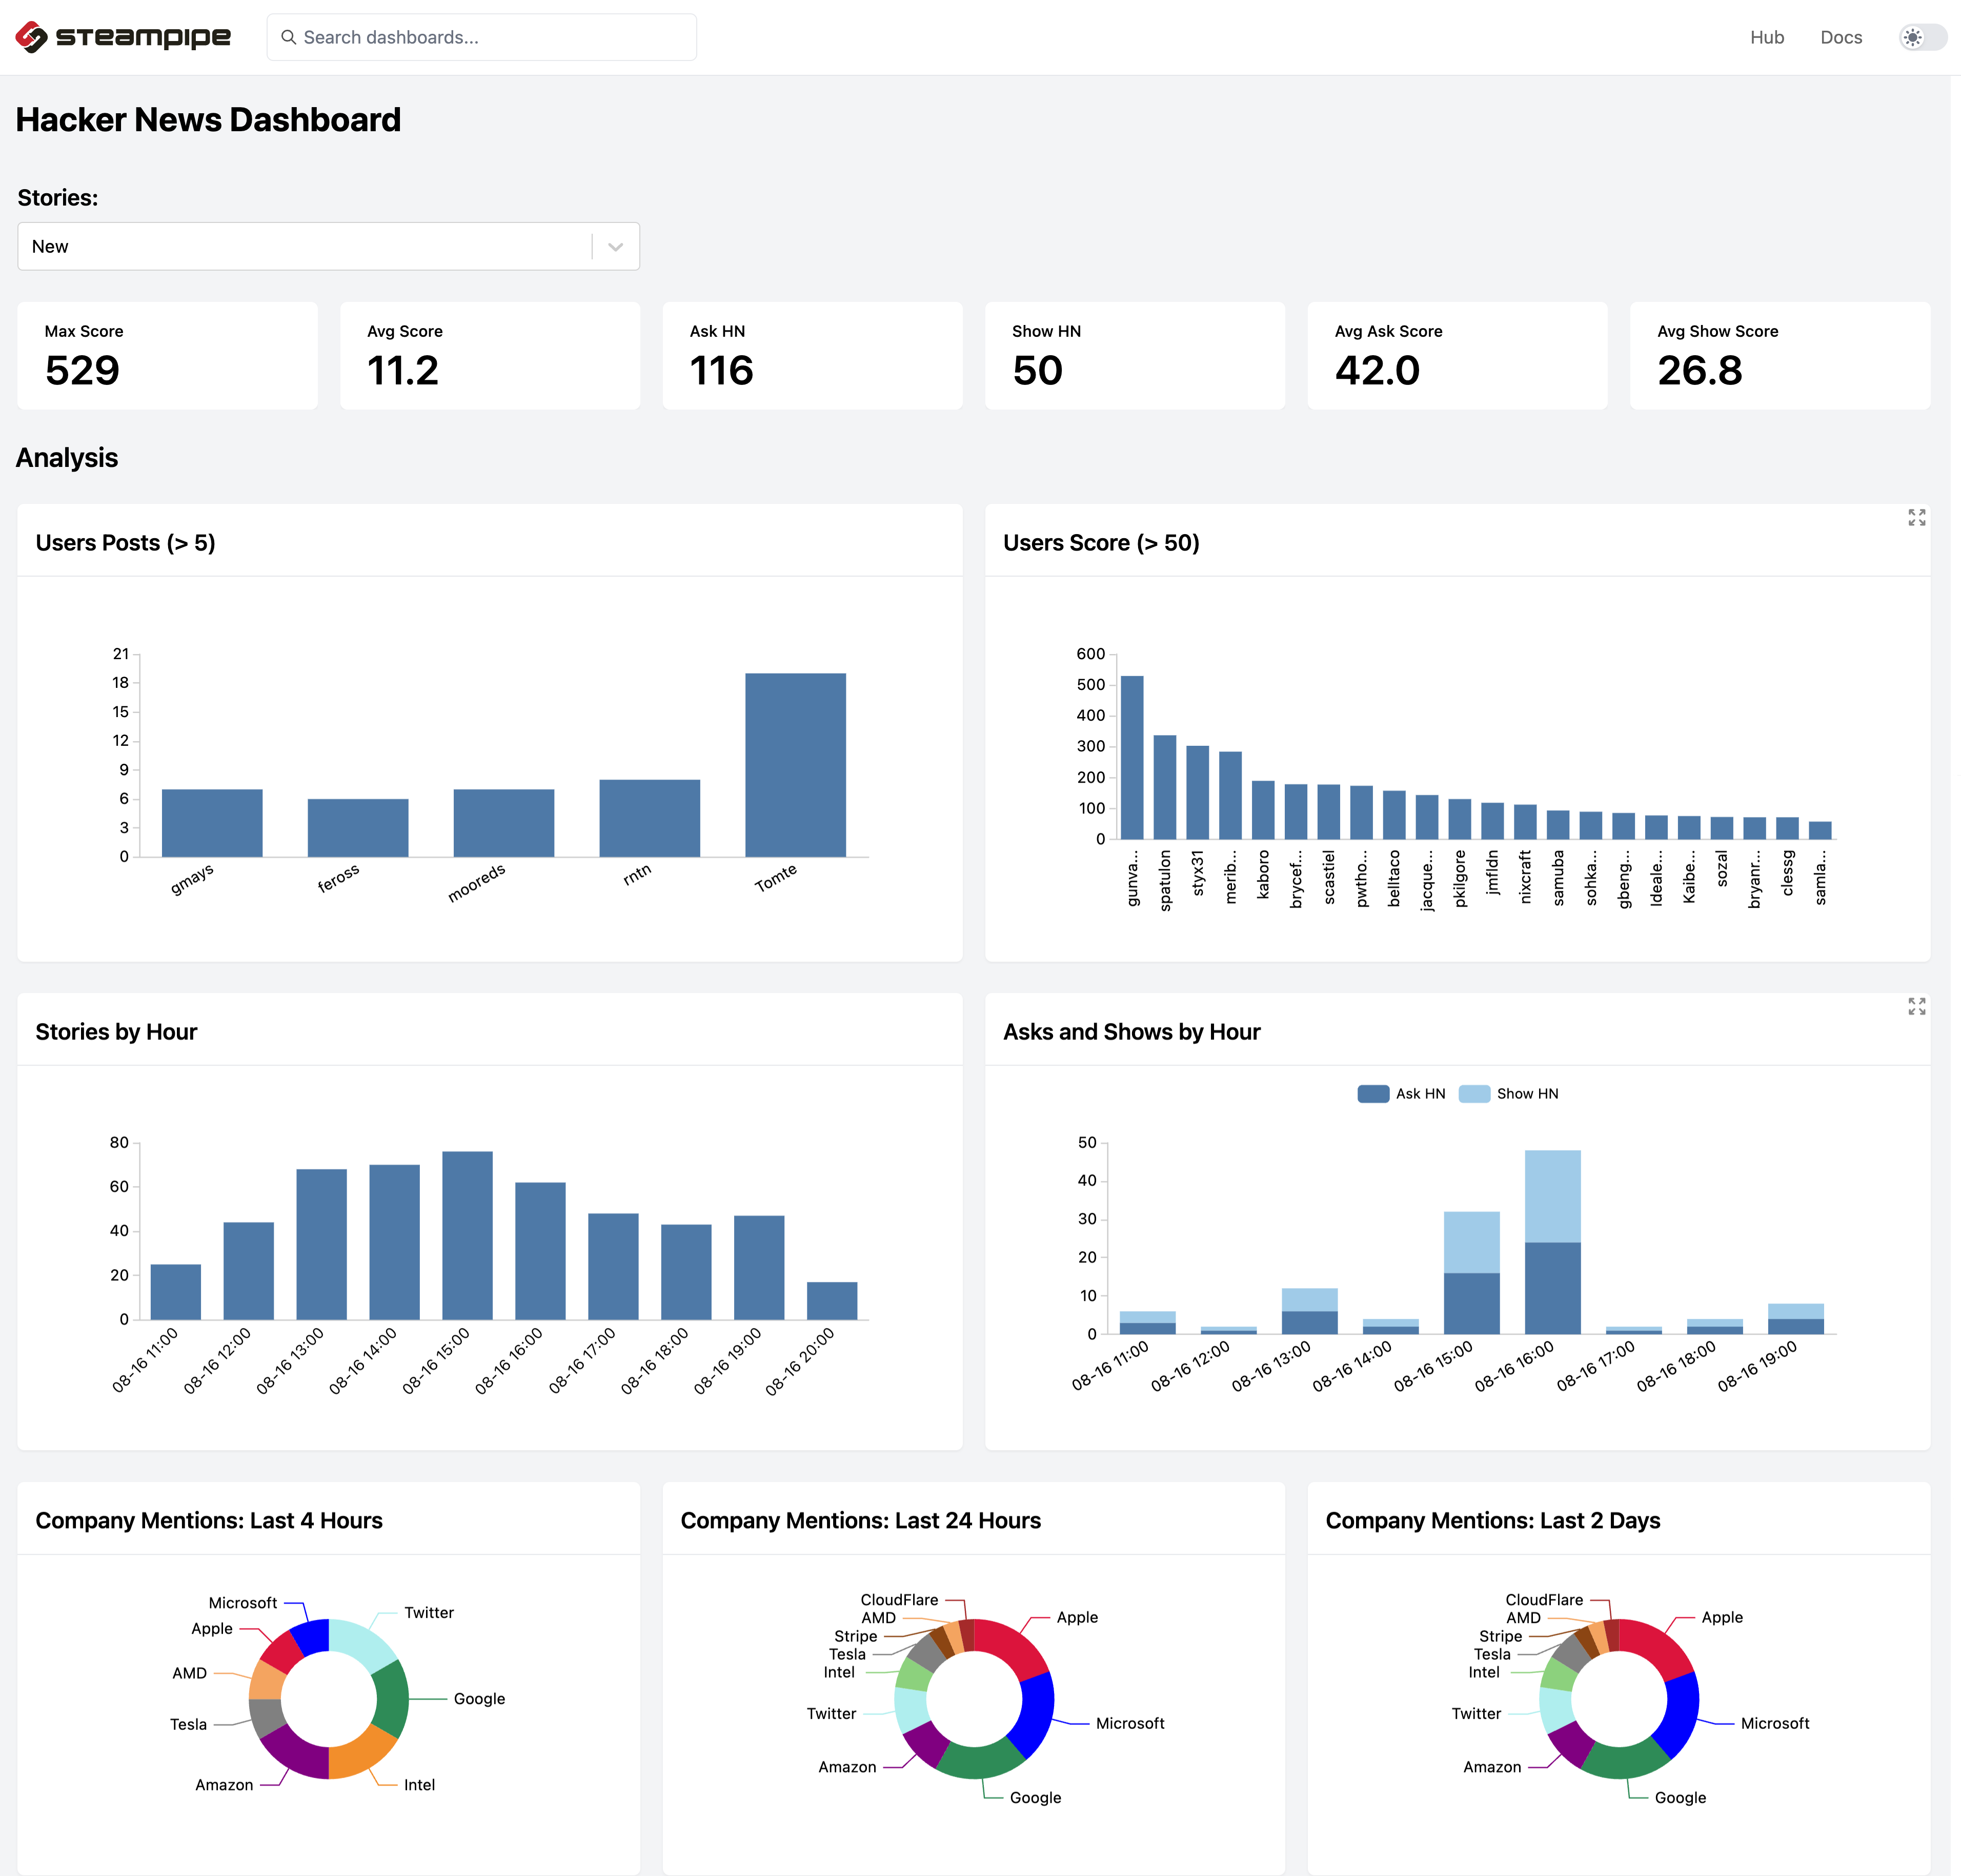 steampipe
Search dashboards...
Hub
Docs
Hacker News Dashboard
Stories:
New
Max Score
529
Avg Score
11.2
Ask HN
116
Show HN
50
Avg Ask Score
42.0
Avg Show Score
26.8
Analysis
Users Posts (> 5)
21
18
15
12
9
6
3
0
gmays
feross
mooreds
rntn
Tomte
Users Score (> 50)
600
500
400
300
200
100
0
gunva...
spatulon
styx31
merib...
kaboro
brycef...
scastiel
pwtho...
belltaco
jacque...
pkilgore
jmfldn
nixcraft
samuba
sohka...
gbeng...
ldeale...
Kaibe...
sozal
bryanr...
clessg
samla...
Stories by Hour
80
60
40
20
0
08-16 11:00
08-16 12:00
08-16 13:00
08-16 14:00
08-16 15:00
08-16 16:00
08-16 17:00
08-16 18:00
08-16 19:00
08-16 20:00
Asks and Shows by Hour
Ask HN
Show HN
50
40
30
20
10
0
08-16 11:00
08-16 12:00
08-16 13:00
08-16 14:00
08-16 15:00
08-16 16:00
08-16 17:00
08-16 18:00
08-16 19:00
Company Mentions: Last 4 Hours
Microsoft
Twitter
Apple
AMD
Google
Tesla
Amazon
Intel
Company Mentions: Last 24 Hours
CloudFlare
Apple
AMD
Stripe
Tesla
Intel
Twitter
Microsoft
Amazon
Google
Company Mentions: Last 2 Days
CloudFlare
Apple
AMD
Stripe
Tesla
Intel
Twitter
Microsoft
Amazon
Google